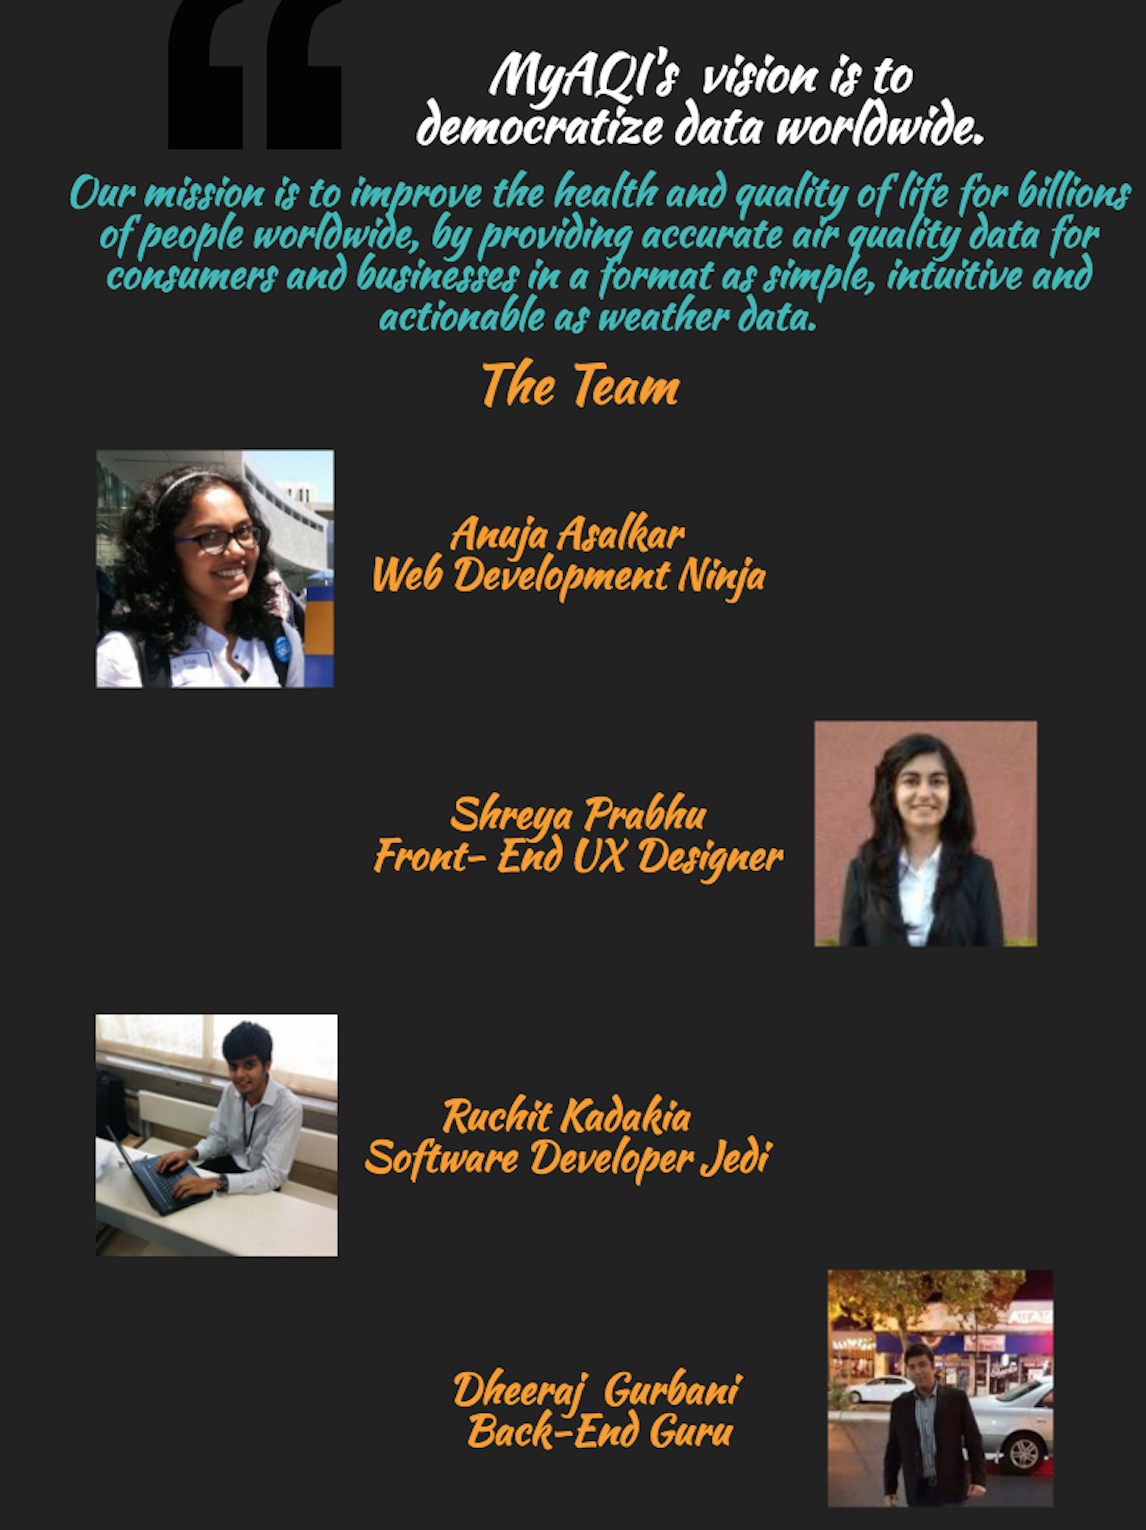 MyAQI's vision is to
democratize data worldwide.
Our mission is to improve the health and quality of life for billions
of people worldwide, by providing accurate air quality data for
consumers and businesses in a format as simple, intuitive and
actionable as weather data.
The Team
Anuja Asalkar
Web Development Ninja
Shreya Prabhu
Front- End UX Designer
Ruchit Kadakia
Software Developer Jedi
Dheeraj Gurbani
Back-End Guru